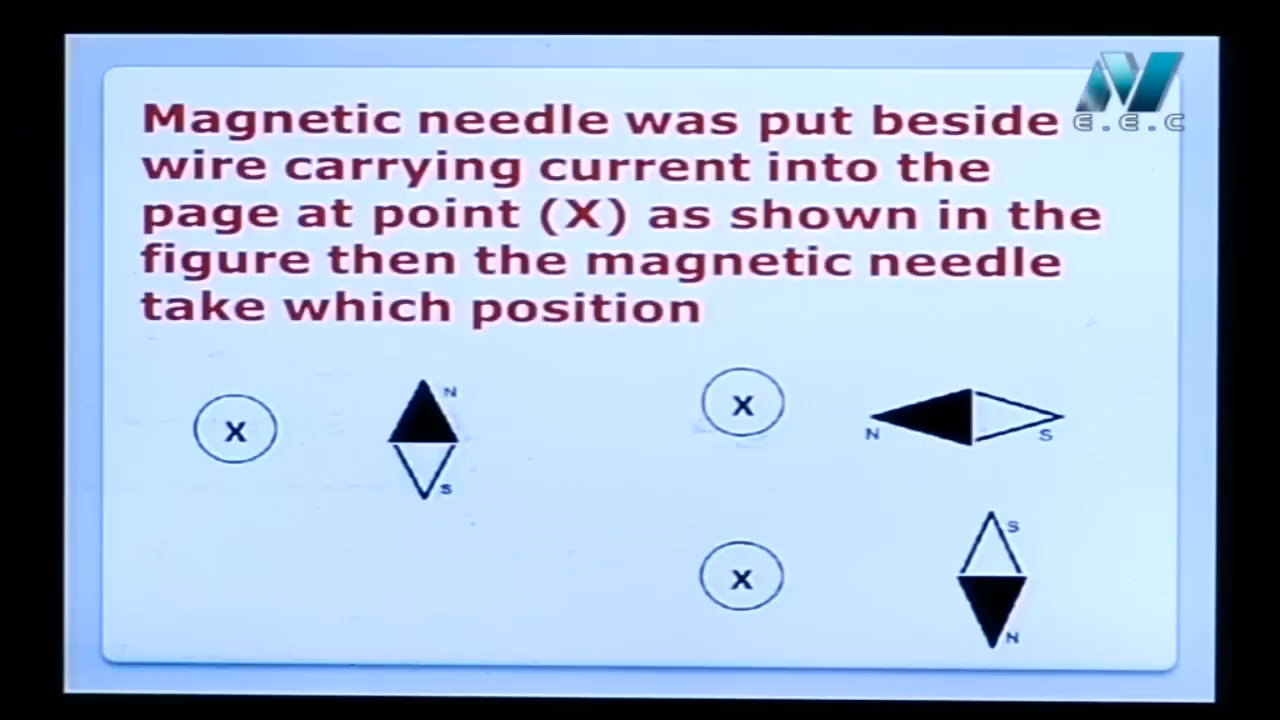 Magnetic needle was put beside
wire carrying current into the
page at point (X) as shown in the
figure then the magnetic needle
take which position
E.E.C
X
N
S
X
N
S
X
S
N